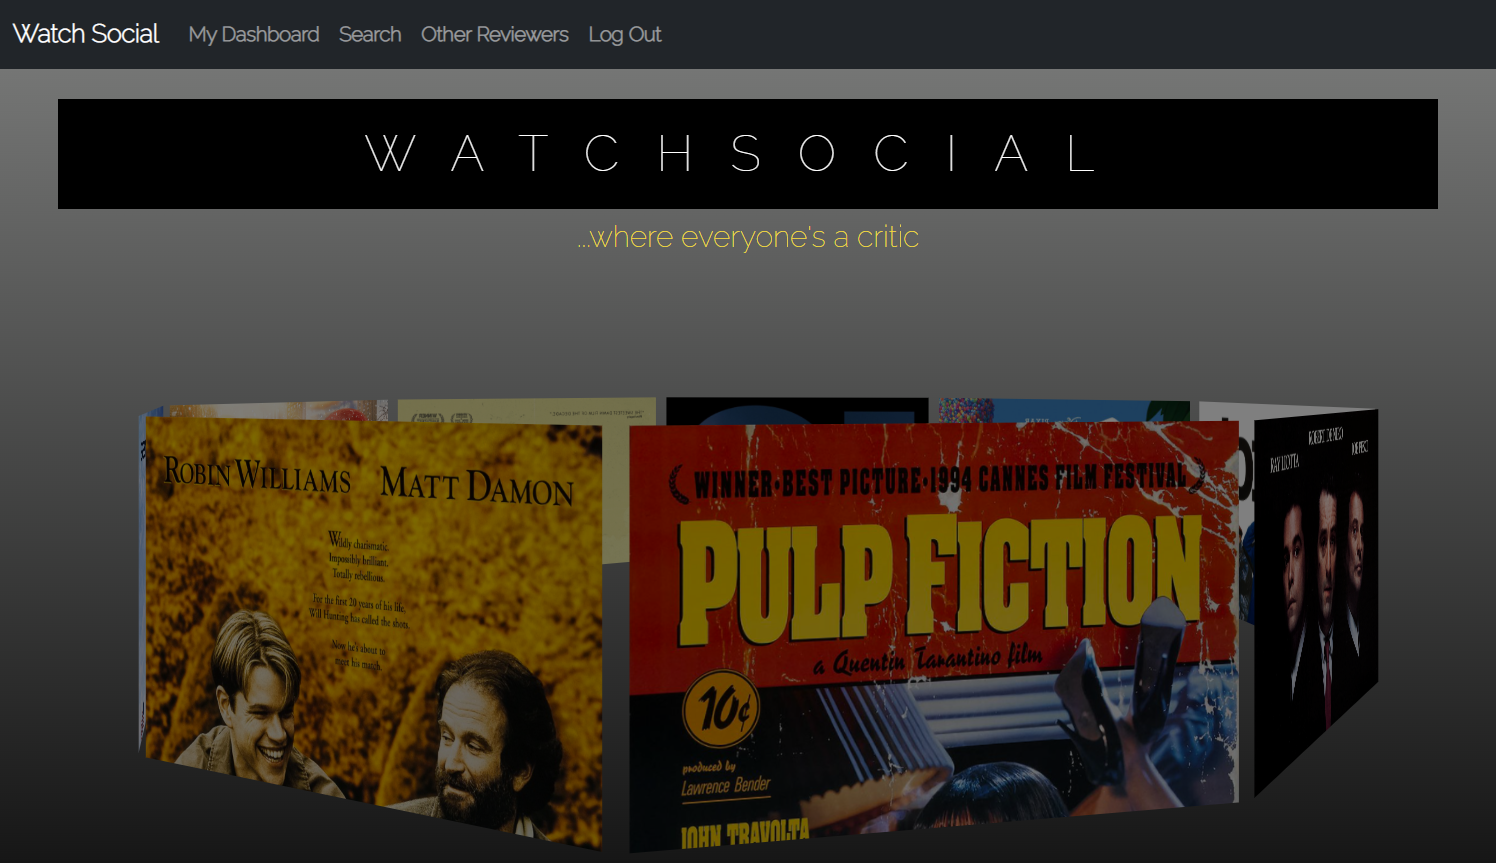 Watch Social My Dashboard Search Other Reviewers Log Out
WATCHSOCIAL
...where everyone's a critic
ROBIN WILLIAMS MATT DAMON
Wildly charismatic.
Impossibly brilliant.
Totally rebellious.
For the first 20 years of his life,
Will Hunting has called the shots.
Now he's about to
meet his match.
WINNER·BEST PICTURE·1994 CANNES FILM FESTIVAL
PULP FICTION
a Quentin Tarantino film
10¢
produced by
Lawrence Bender
JOHN TRAVOLTA
RAY LIOTTA
ROBERT DE NIRO
JOE PESCI